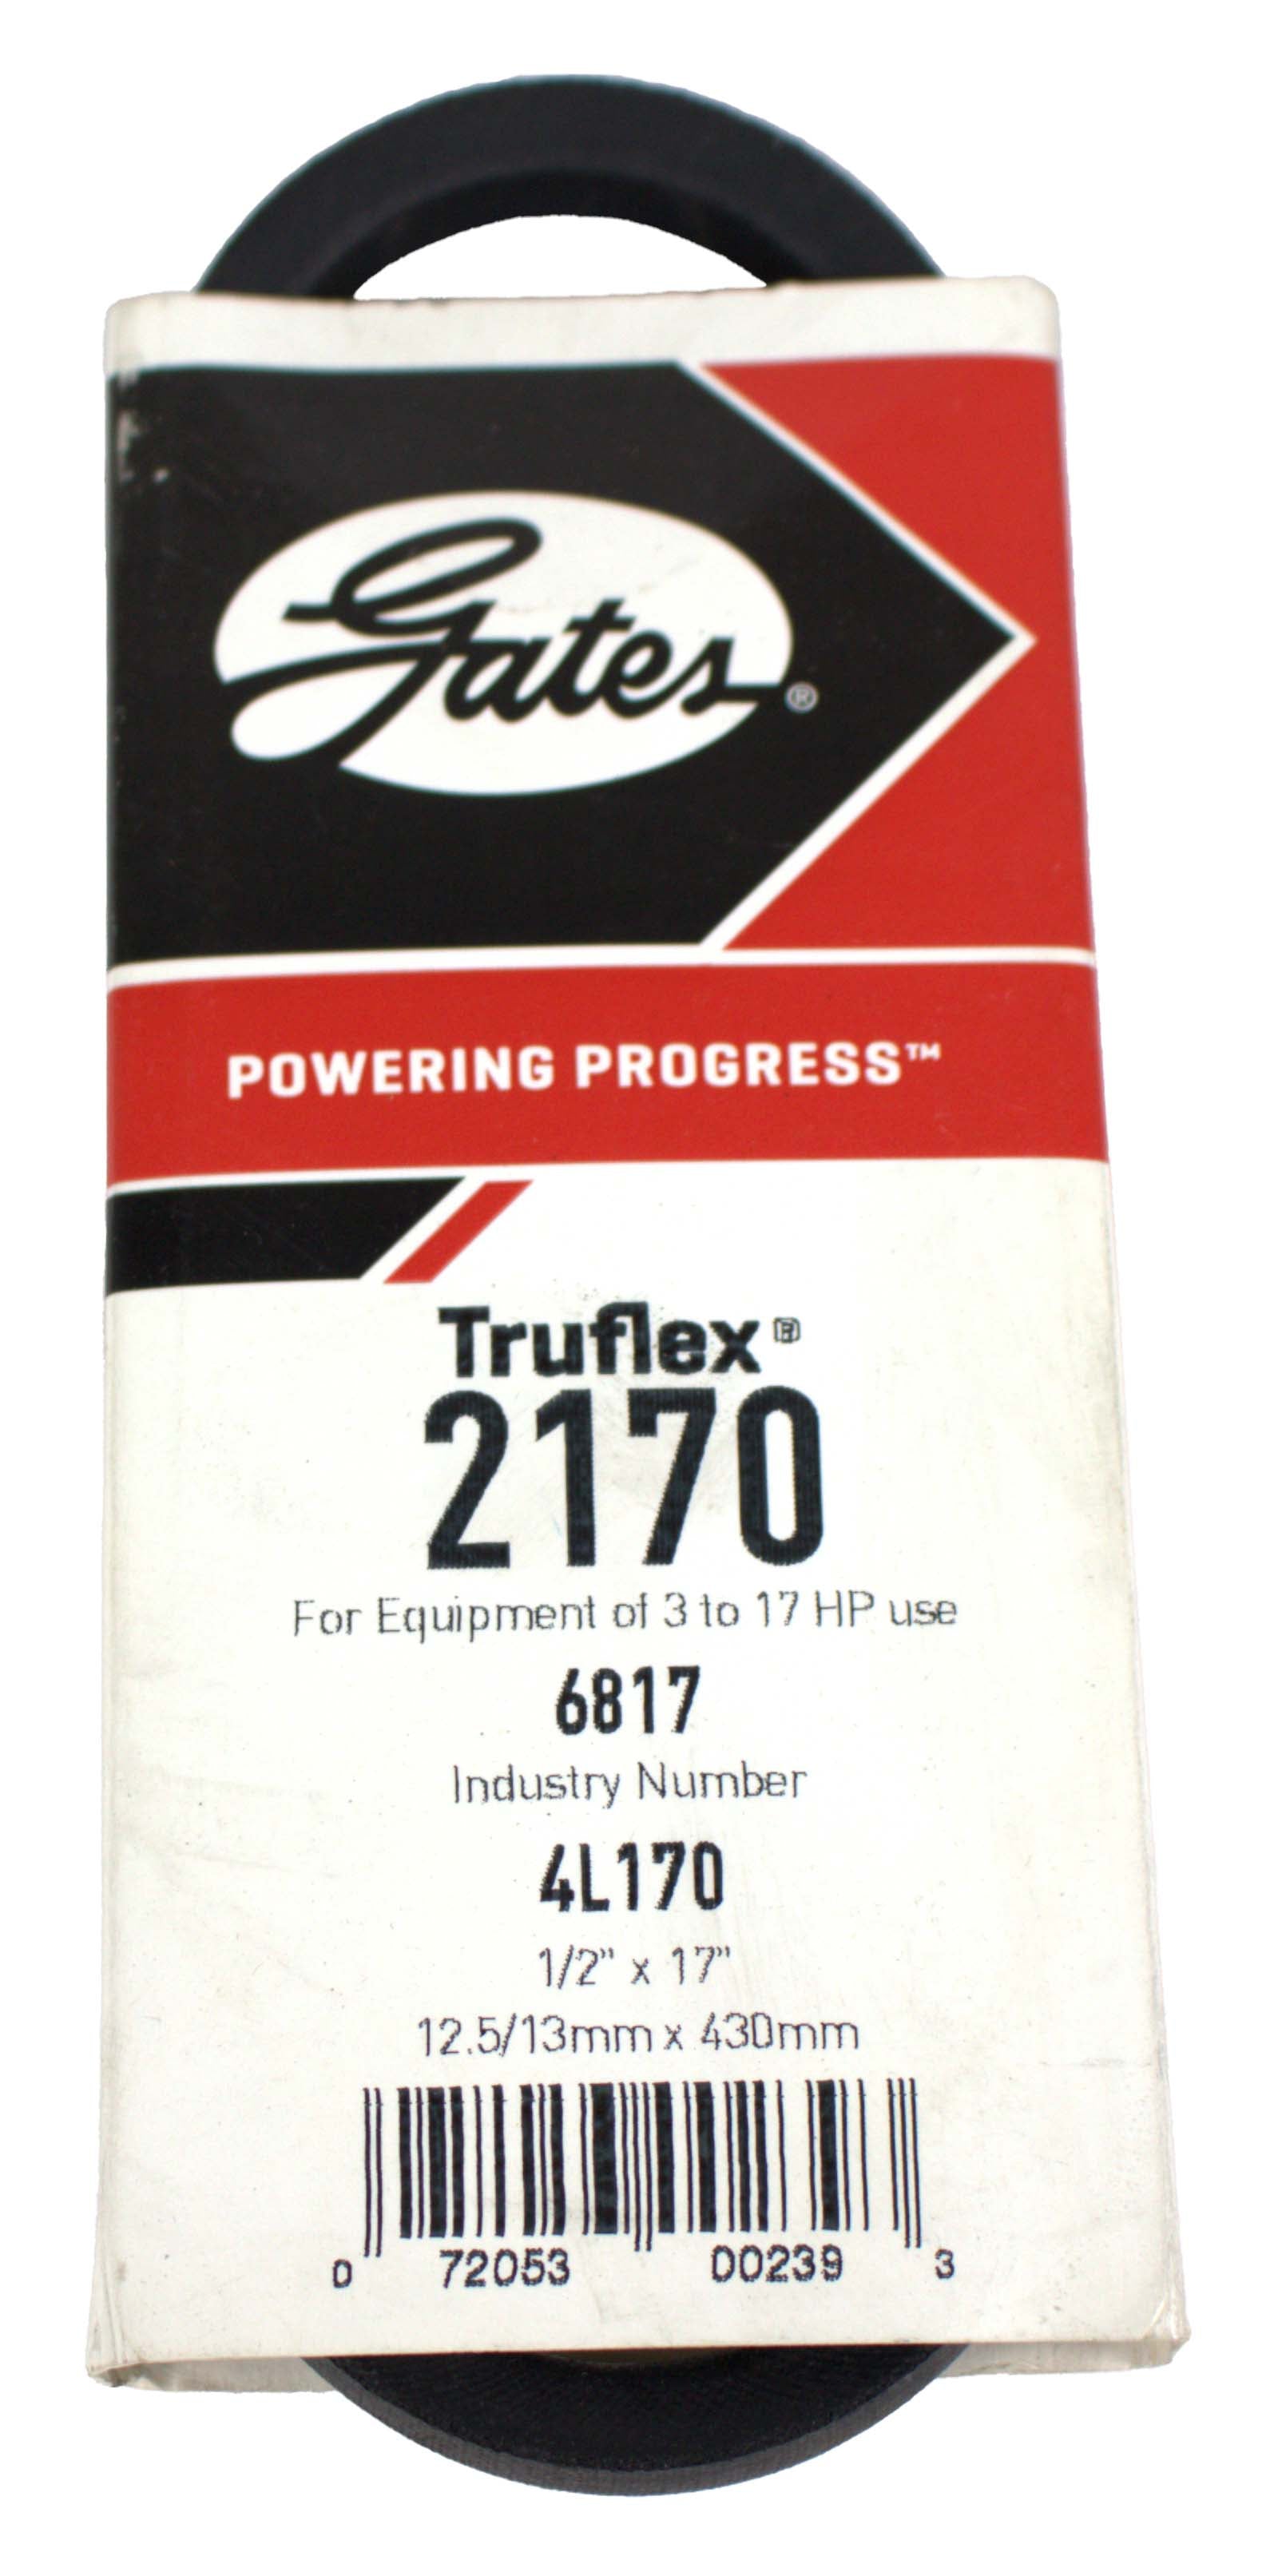 Gates®
POWERING PROGRESS™
Truflex®
2170
For Equipment of 3 to 17 HP use
6817
Industry Number
4L170
1/2" x 17"
12.5/13mm x 430mm
0 72053 00239 3